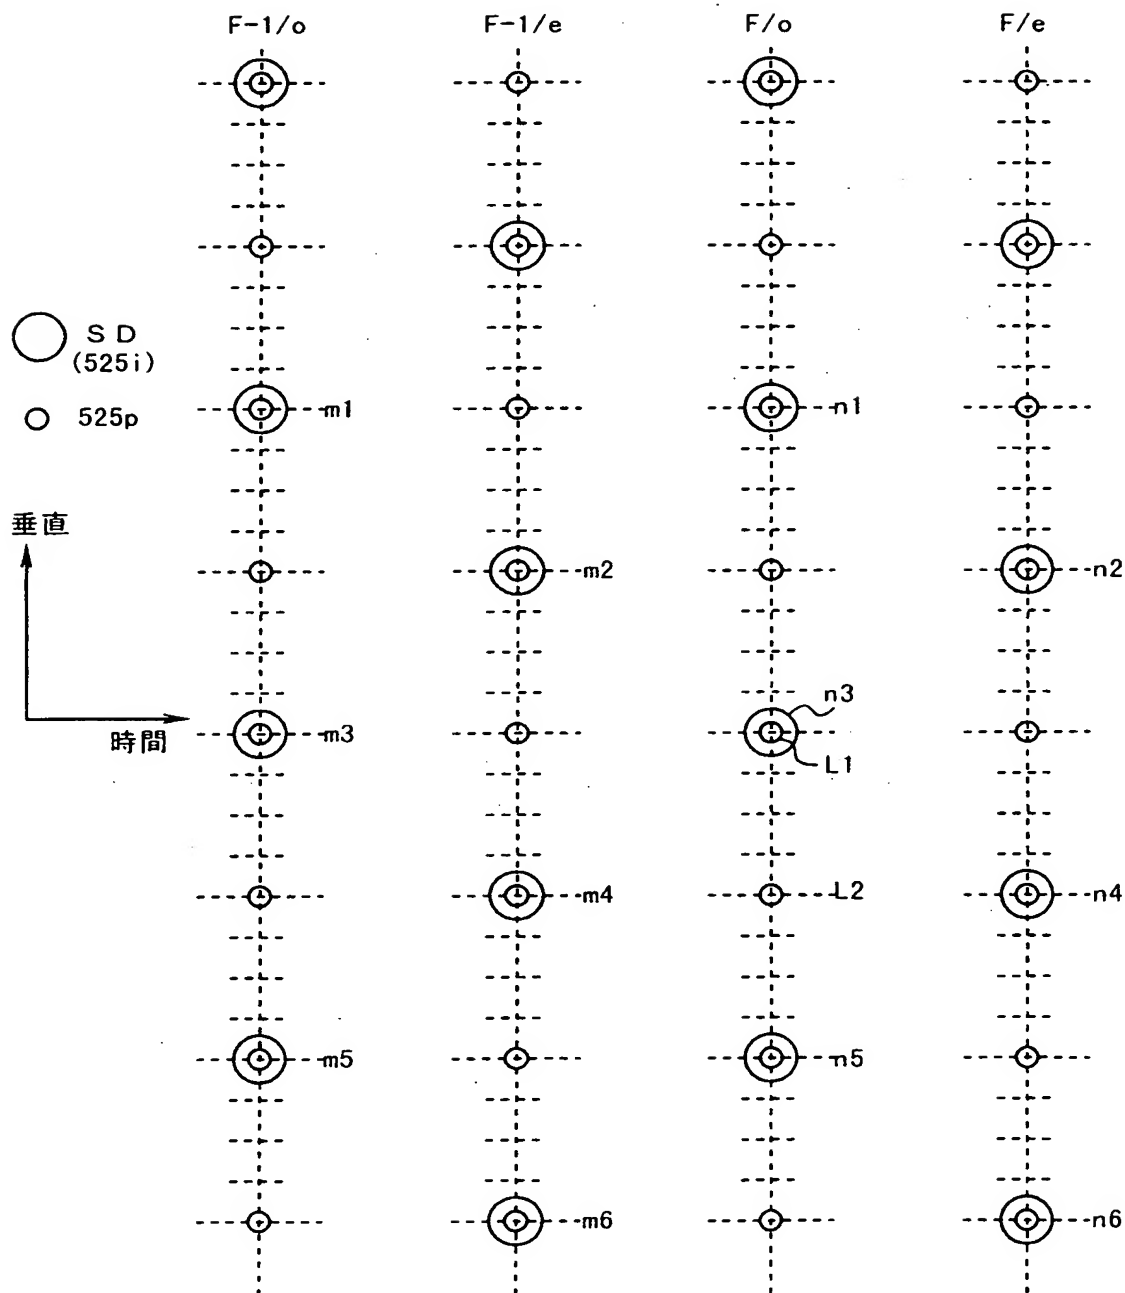 F-1/o F-1/e F/o F/e
SD
(525i)
525p
m1 n1
垂直
m2 n2
n3
m3
時間
L1
m4 L2 n4
m5 n5
m6 n6